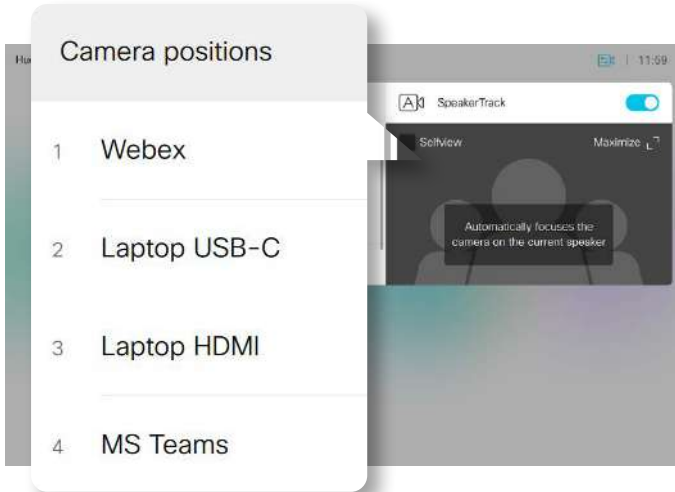 Camera positions
1 Webex
2 Laptop USB-C
3 Laptop HDMI
4 MS Teams
11:59
SpeakerTrack
Selfview
Maximize
Automatically focuses the
camera on the current speaker